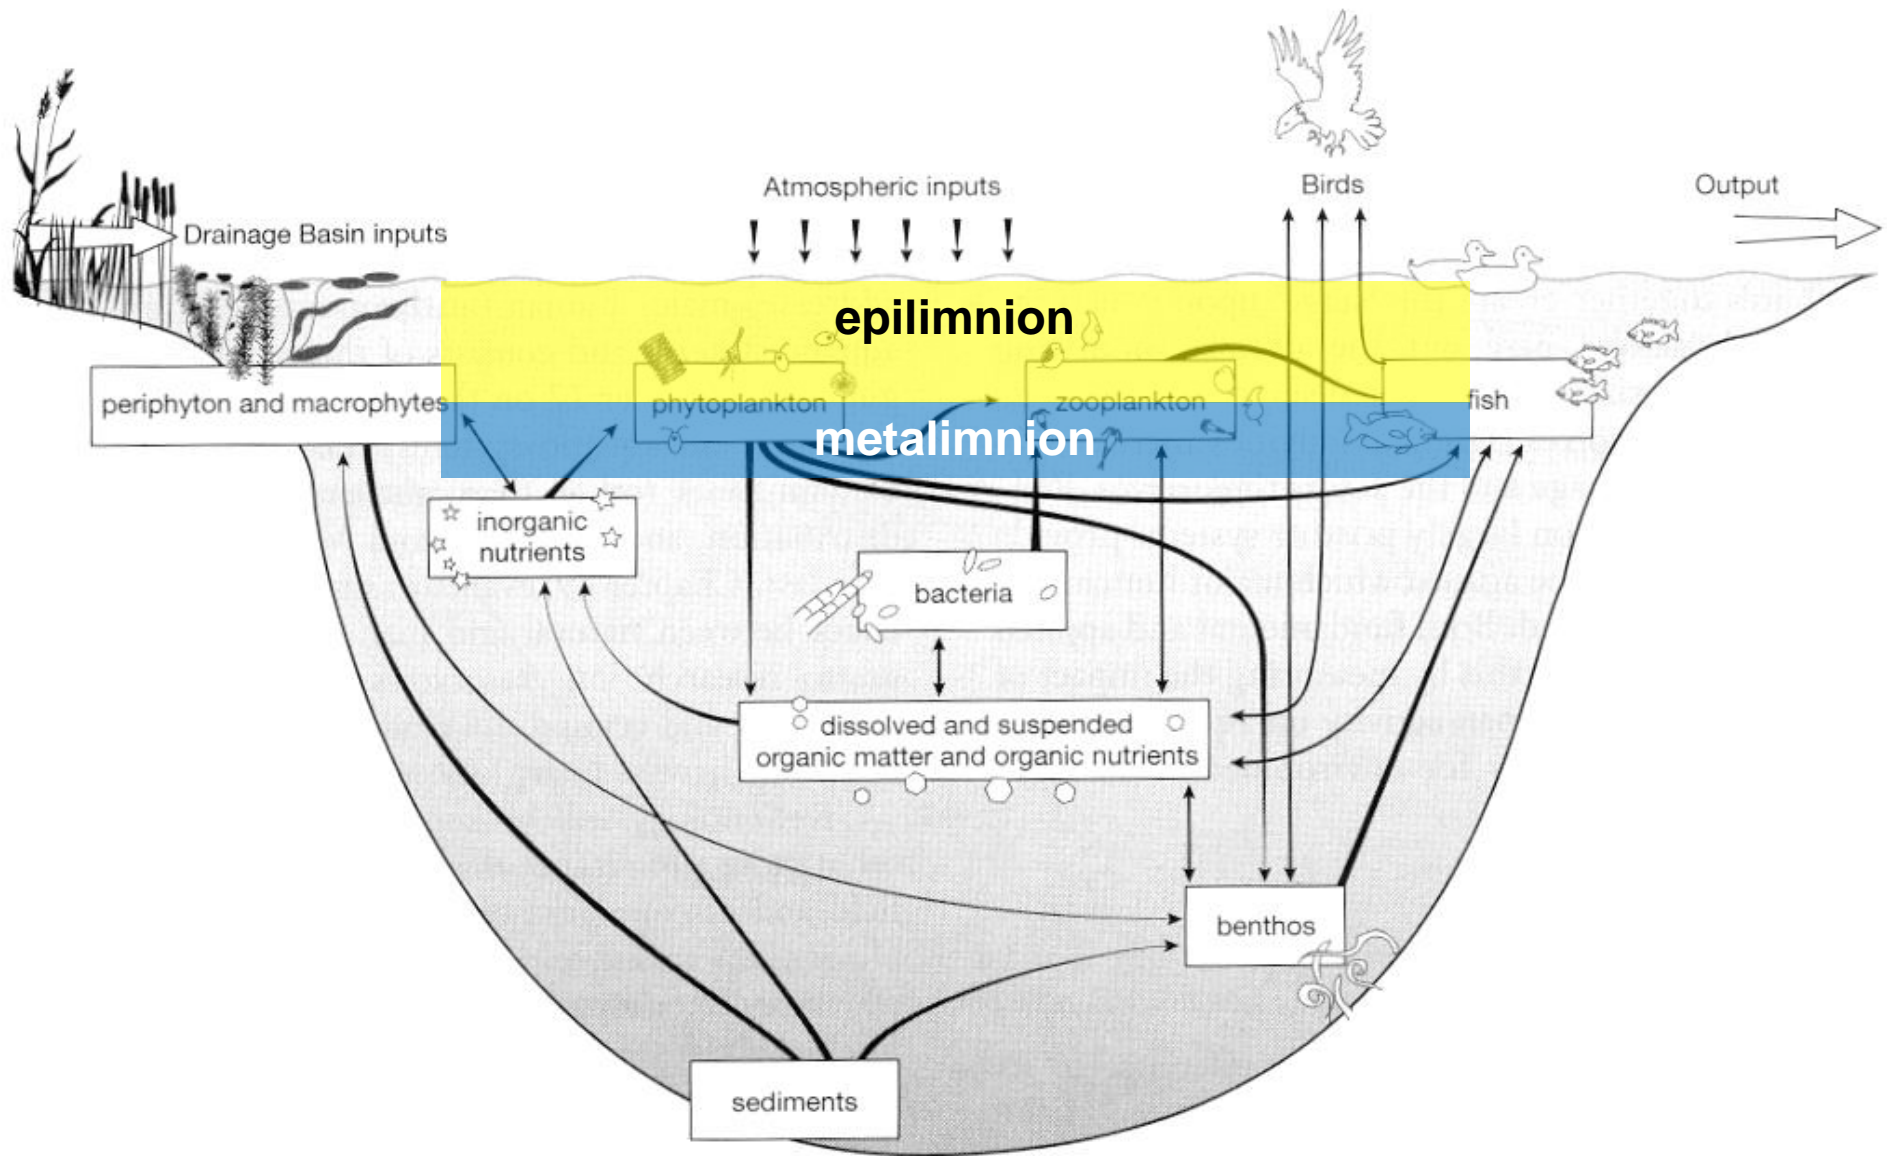 Atmospheric inputs
Birds
Output
Drainage Basin inputs
epilimnion
periphyton and macrophytes
phytoplankton
zooplankton
fish
metalimnion
inorganic
nutrients
bacteria
dissolved and suspended
organic matter and organic nutrients
benthos
sediments